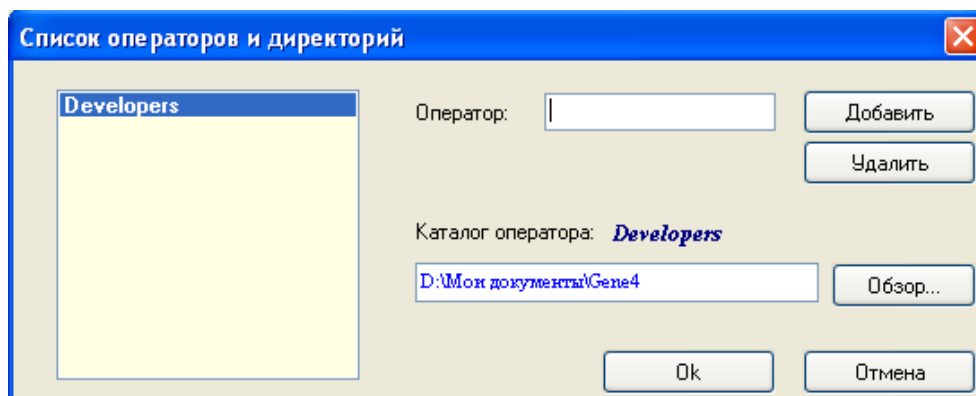 Список операторов и директорий
Developers
Оператор:
Добавить
Удалить
Каталог оператора: Developers
D:\Мои документы\Gene4
Обзор...
Ok
Отмена